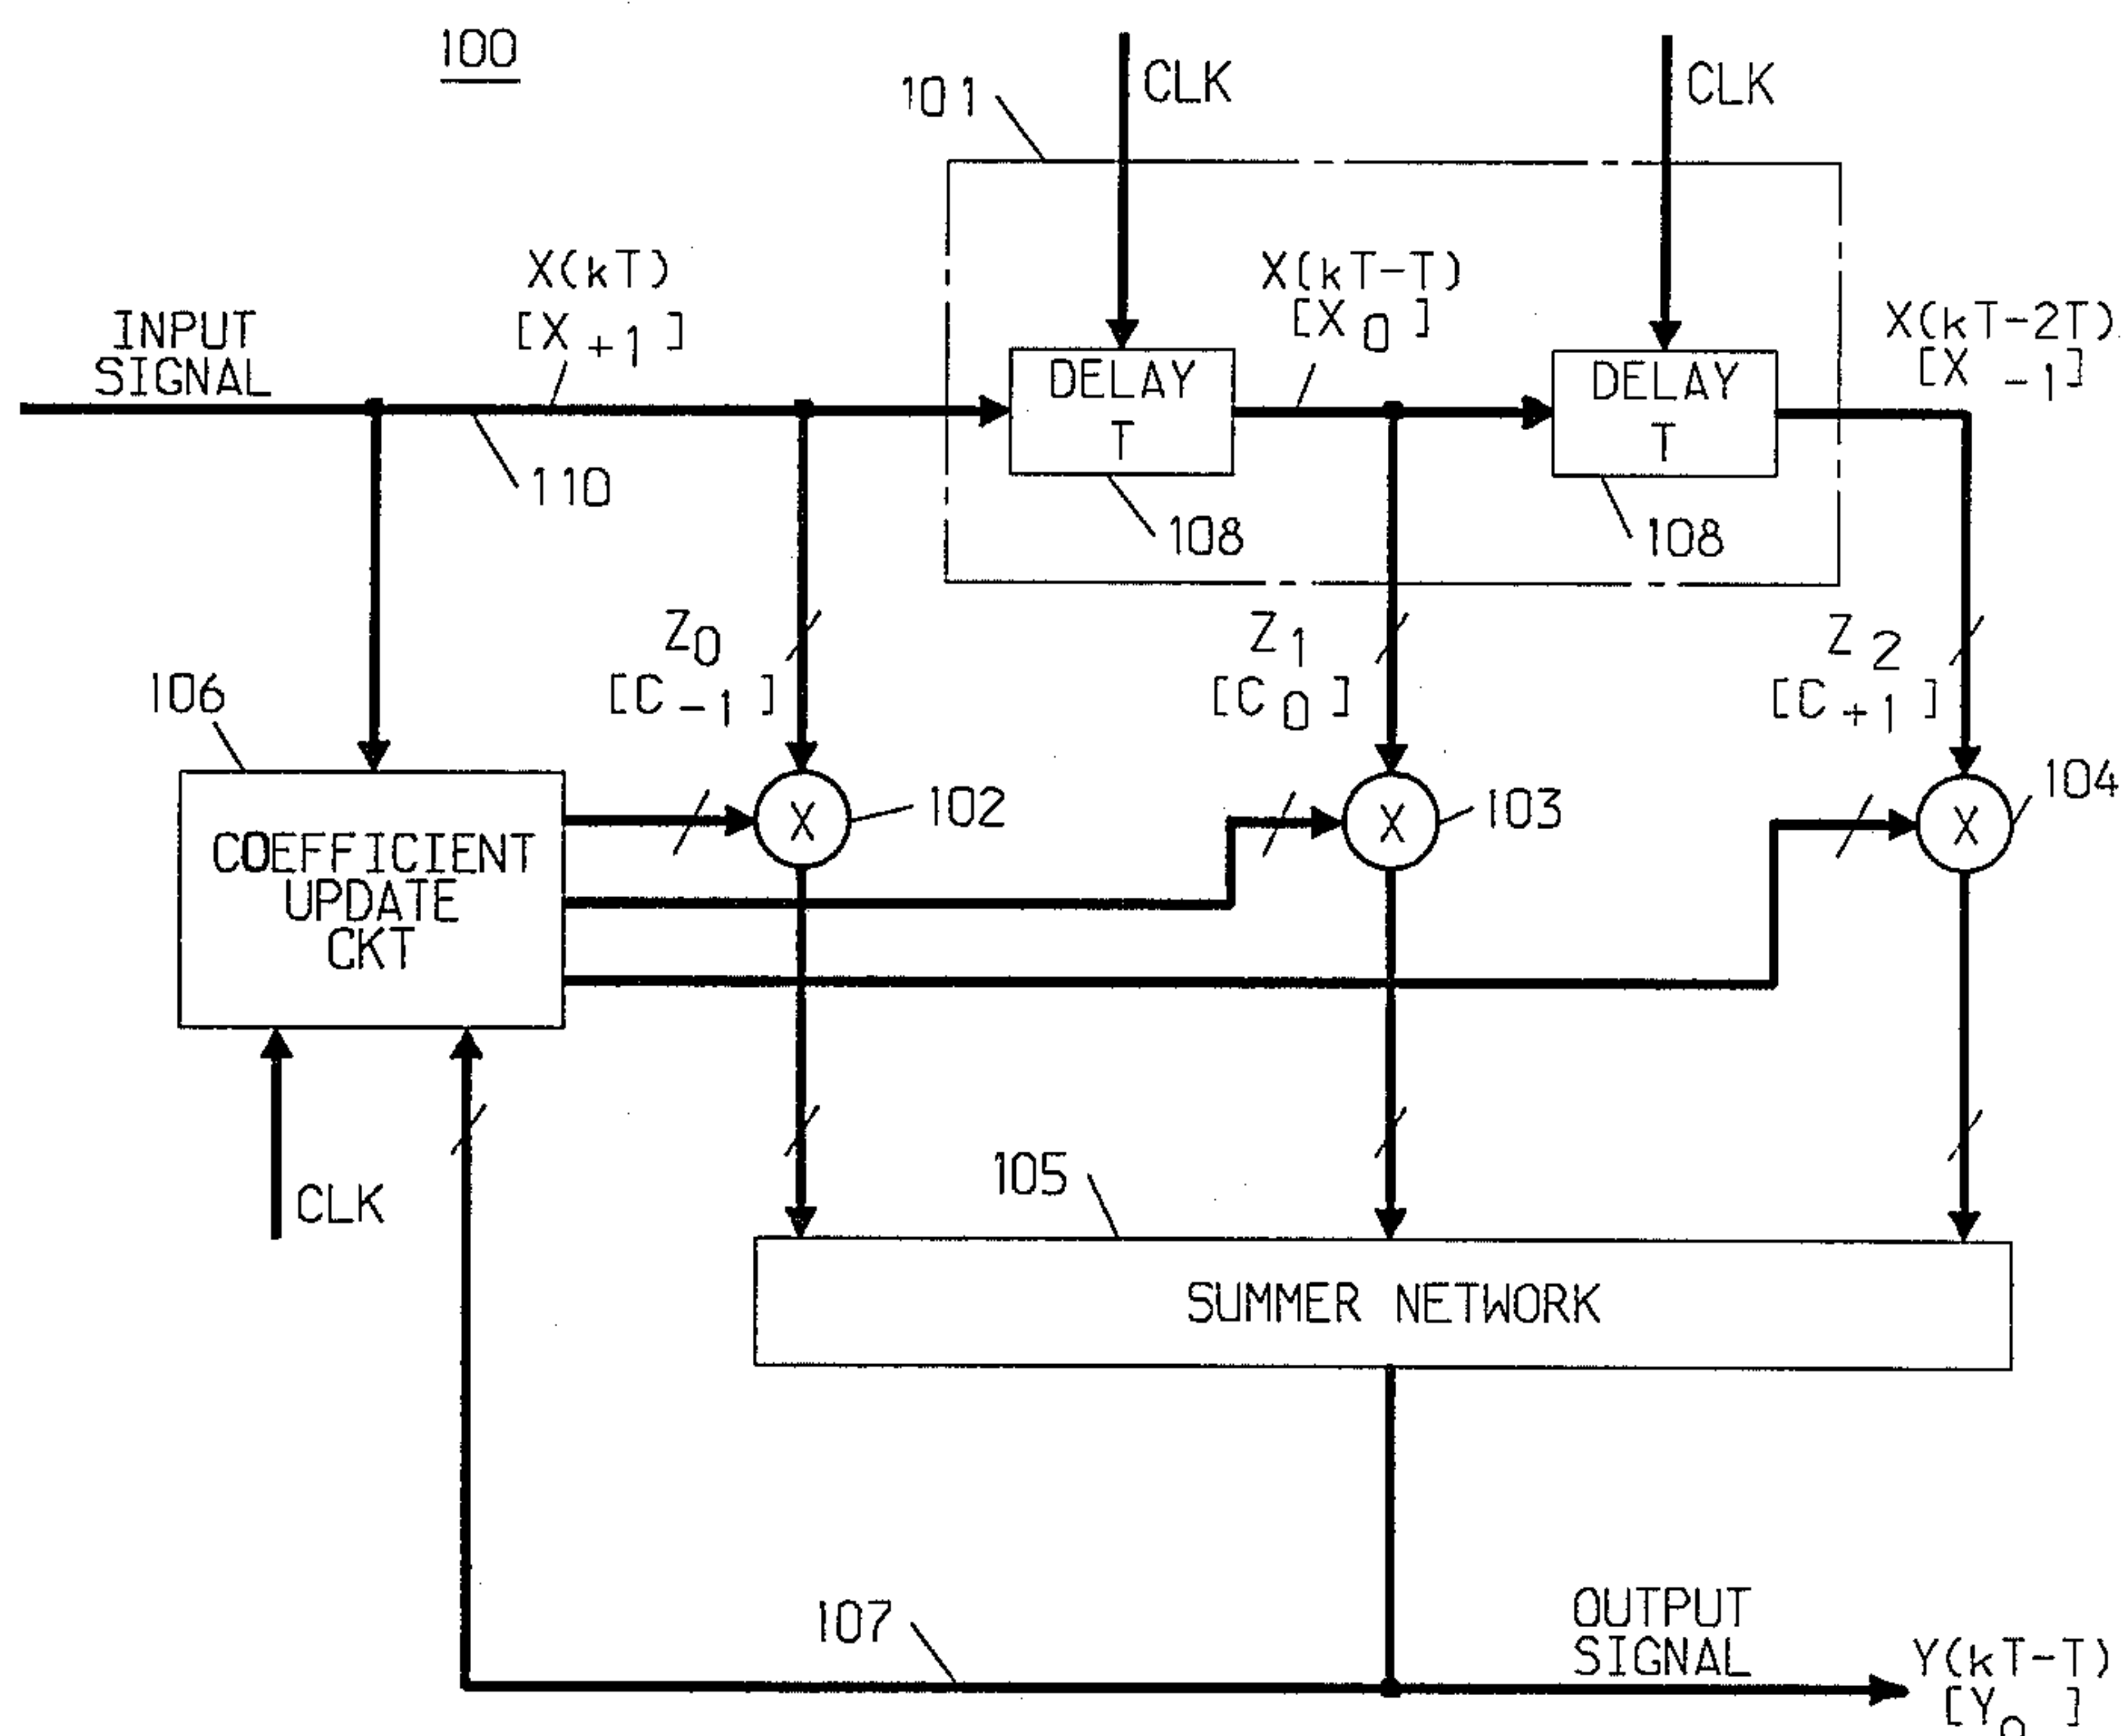 100
CLK
CLK
101
X(kT)
[X +1 ]
X(kT-T)
[X 0 ]
X(kT-2T)
[X -1]
INPUT
SIGNAL
DELAY
T
DELAY
T
110
108
108
Z0
[C -1 ]
Z1
[C 0 ]
Z2
[C +1 ]
106
COEFFICIENT
UPDATE
CKT
X
102
X
103
X
104
CLK
105
SUMMER NETWORK
107
OUTPUT
SIGNAL
Y(kT-T)
[Y0 ]